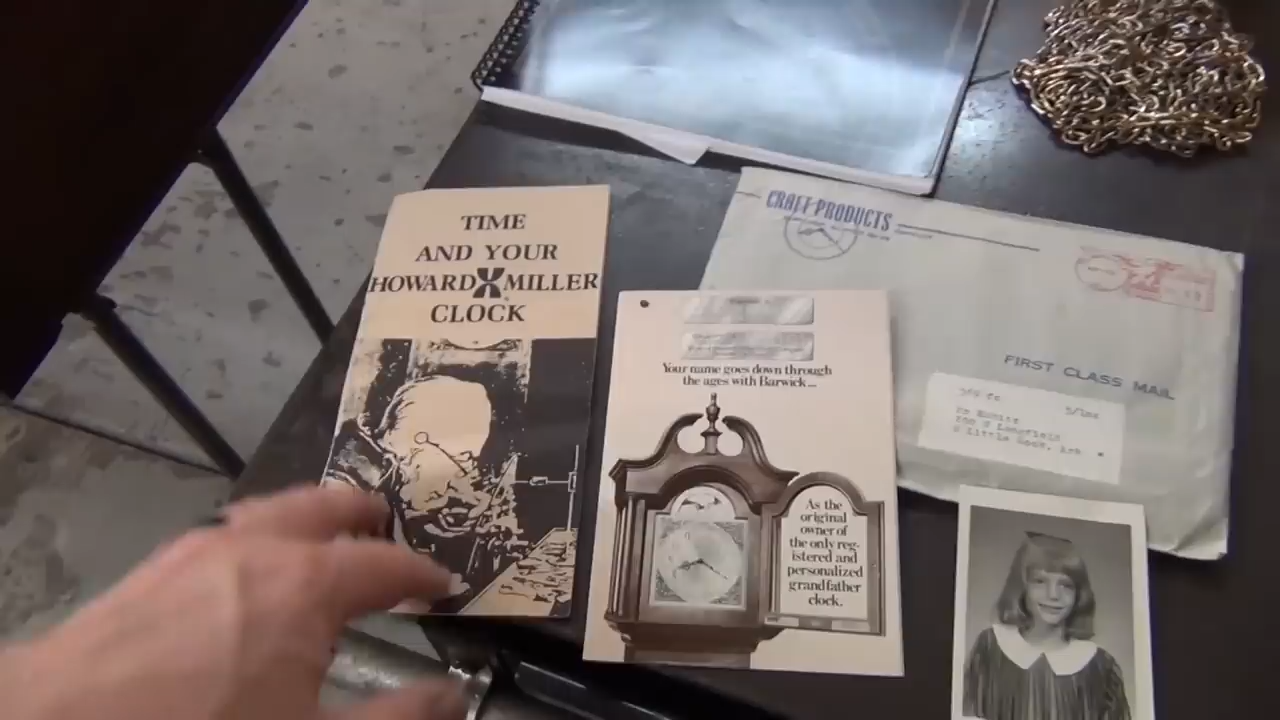 TIME
AND YOUR
HOWARD MILLER
CLOCK
Your name goes down through
the ages with Barwick...
As the
original
owner of
the only reg-
istered and
personalized
grandfather
clock.
CRAFT PRODUCTS
FIRST CLASS MAIL